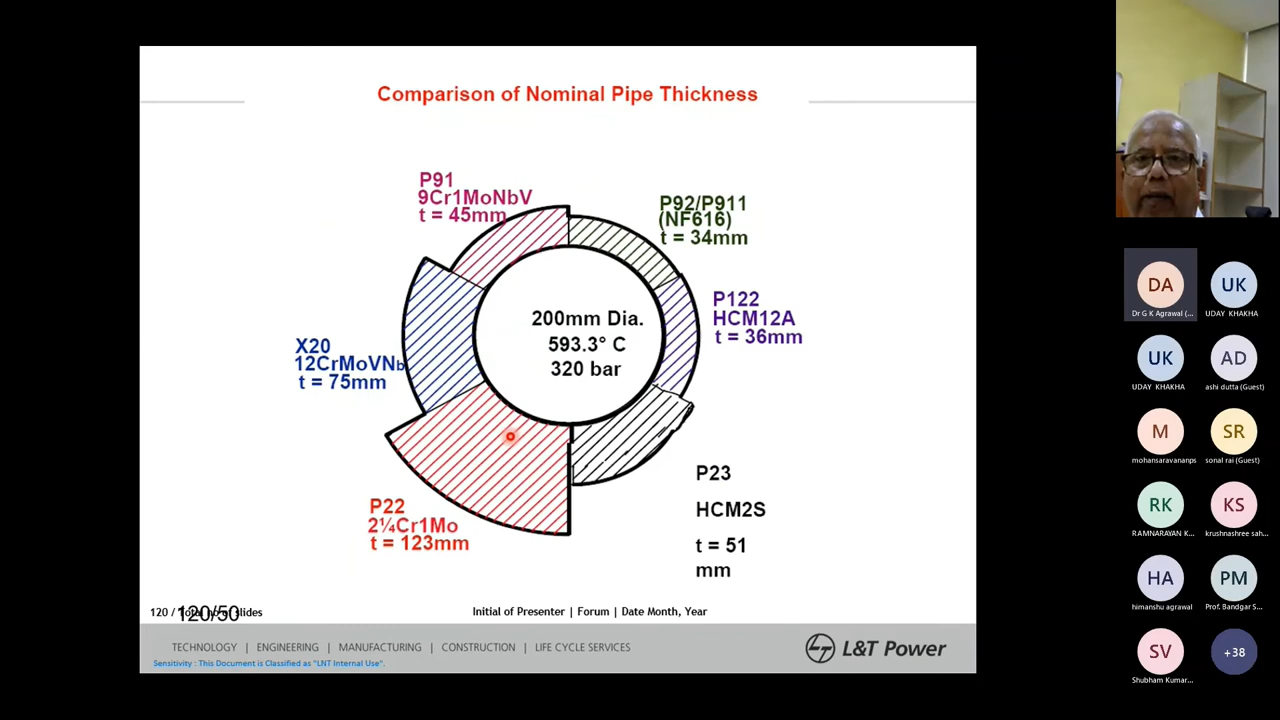 Comparison of Nominal Pipe Thickness
P91
9Cr1MoNbV
t = 45mm
P92/P911
(NF616)
t = 34mm
P122
HCM12A
t = 36mm
200mm Dia.
593.3° C
320 bar
X20
12CrMoVNb
t = 75mm
P22
2¼Cr1Mo
t = 123mm
P23
HCM2S
t = 51
mm
120 / Total no of slides
120/50
Initial of Presenter | Forum | Date Month, Year
TECHNOLOGY | ENGINEERING | MANUFACTURING | CONSTRUCTION | LIFE CYCLE SERVICES
L&T Power
Sensitivity : This Document is Classified as "LNT Internal Use".
DA
UK
Dr G K Agrawal (...
UDAY KHAKHA
UK
AD
UDAY KHAKHA
ashi dutta (Guest)
M
SR
mohansaravananps
sonal rai (Guest)
RK
KS
RAMNARAYAN K...
krushnashree sah...
HA
PM
himanshu agrawal
Prof. Bandgar S...
SV
+38
Shubham Kumar...